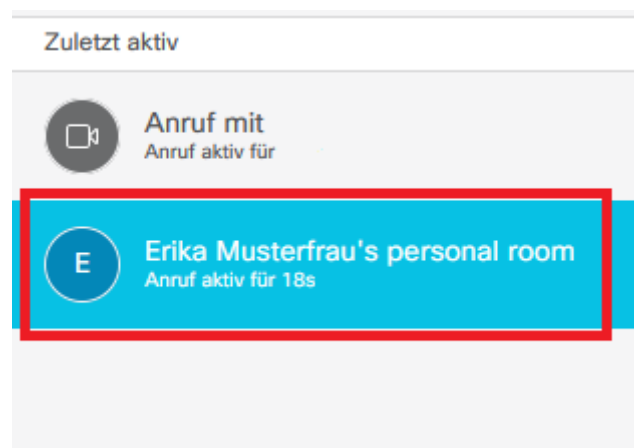 Zuletzt aktiv
Anruf mit
Anruf aktiv für
E
Erika Musterfrau's personal room
Anruf aktiv für 18s